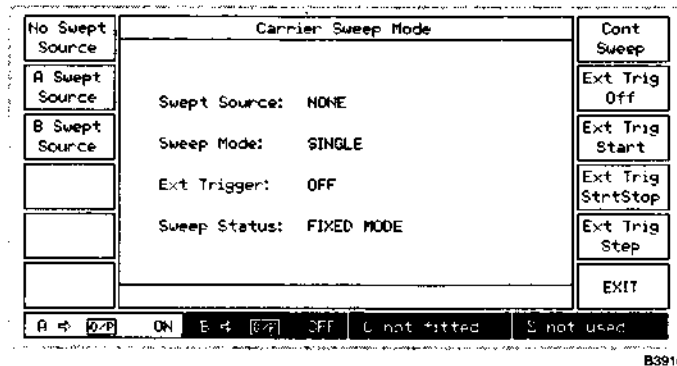 No Swept
Source
Carrier Sweep Mode
Cont
Sweep
A Swept
Source
Ext Trig
Off
Swept Source: NONE
B Swept
Source
Ext Trig
Start
Sweep Mode: SINGLE
Ext Trigger: OFF
Ext Trig
StrtStop
Sweep Status: FIXED MODE
Ext Trig
Step
EXIT
A ⇨ O/P ON B ⇨ O/P OFF C not fitted S not used